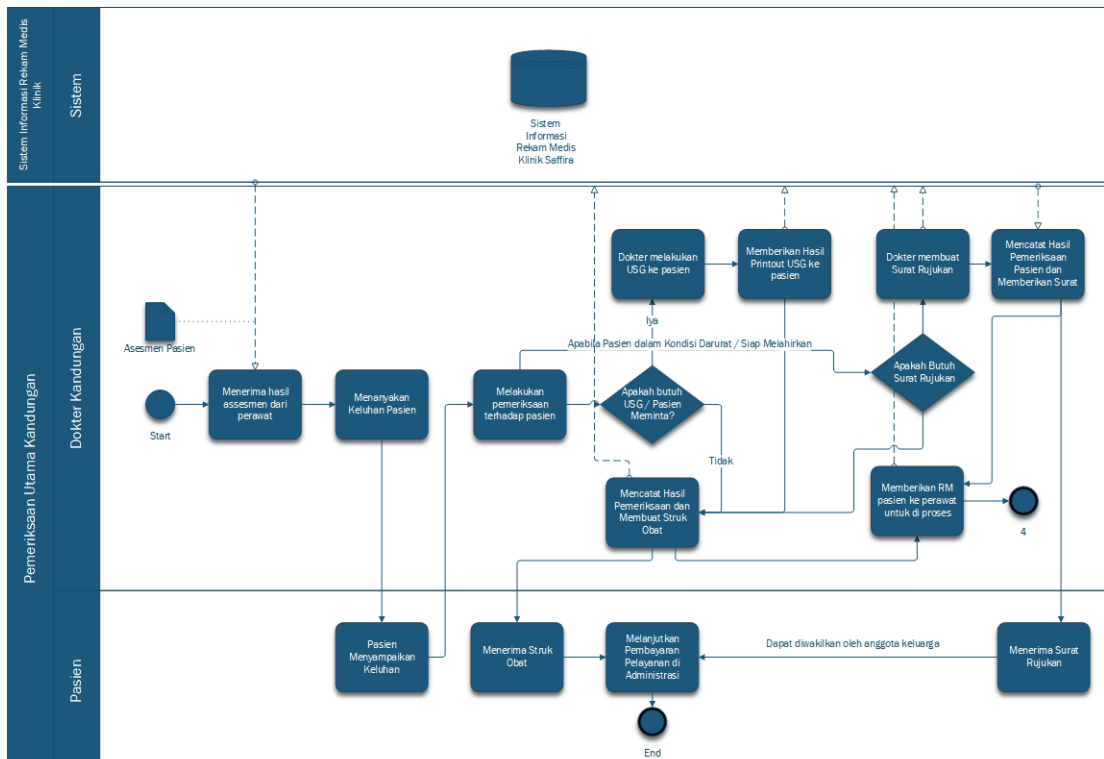 Sistem Informasi Rekam Medis
Klinik
Sistem
Sistem
Informasi
Rekam Medis
Klinik Saffira
Pemeriksaan Utama Kandungan
Dokter Kandungan
Dokter melakukan
USG ke pasien
Memberikan Hasil
Printout USG ke
pasien
Dokter membuat
Surat Rujukan
Mencatat Hasil
Pemeriksaan
Pasien dan
Memberikan Surat
Iya
Asesmen Pasien
Apabila Pasien dalam Kondisi Darurat / Siap Melahirkan
Start
Menerima hasil
assesmen dari
perawat
Menanyakan
Keluhan Pasien
Melakukan
pemeriksaan
terhadap pasien
Apakah butuh
USG / Pasien
Meminta?
Apakah Butuh
Surat Rujukan
Tidak
Mencatat Hasil
Pemeriksaan dan
Membuat Struk
Obat
Memberikan RM
pasien ke perawat
untuk di proses
4
Pasien
Pasien
Menyampaikan
Keluhan
Menerima Struk
Obat
Melanjutkan
Pembayaran
Pelayanan di
Administrasi
Dapat diwakilkan oleh anggota keluarga
Menerima Surat
Rujukan
End